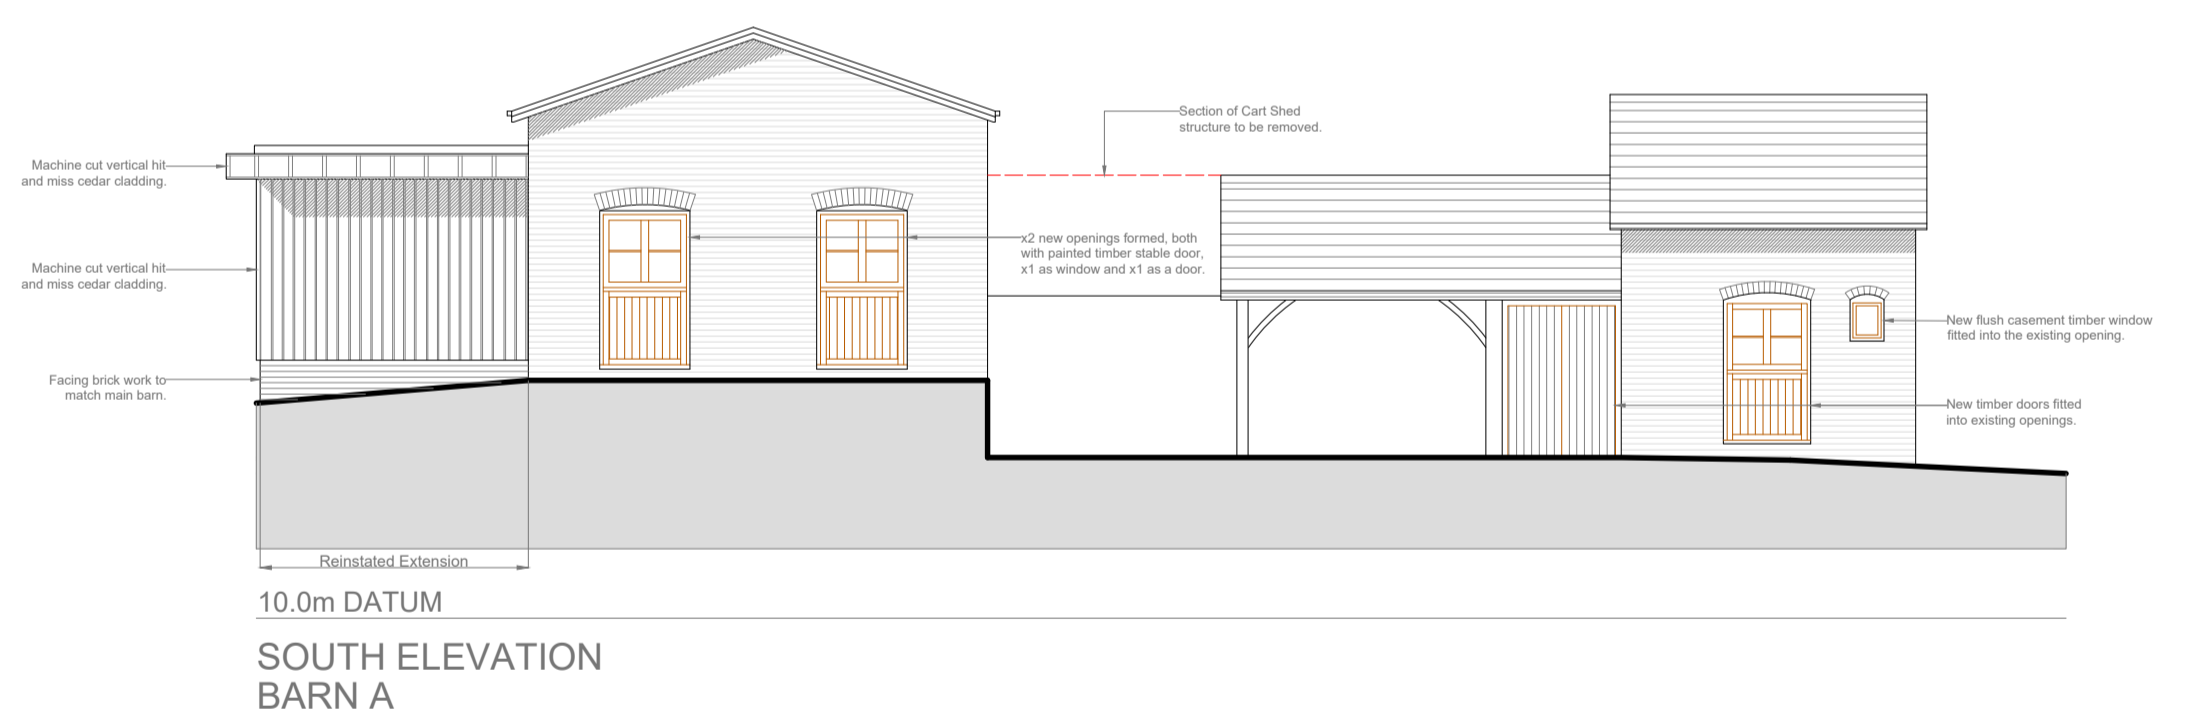 Section of Cart Shed
structure to be removed.
Machine cut vertical hit
and miss cedar cladding.
x2 new openings formed, both
with painted timber stable door,
x1 as window and x1 as a door.
Machine cut vertical hit
and miss cedar cladding.
New flush casement timber window
fitted into the existing opening.
Facing brick work to
match main barn.
New timber doors fitted
into existing openings.
Reinstated Extension
10.0m DATUM
SOUTH ELEVATION
BARN A